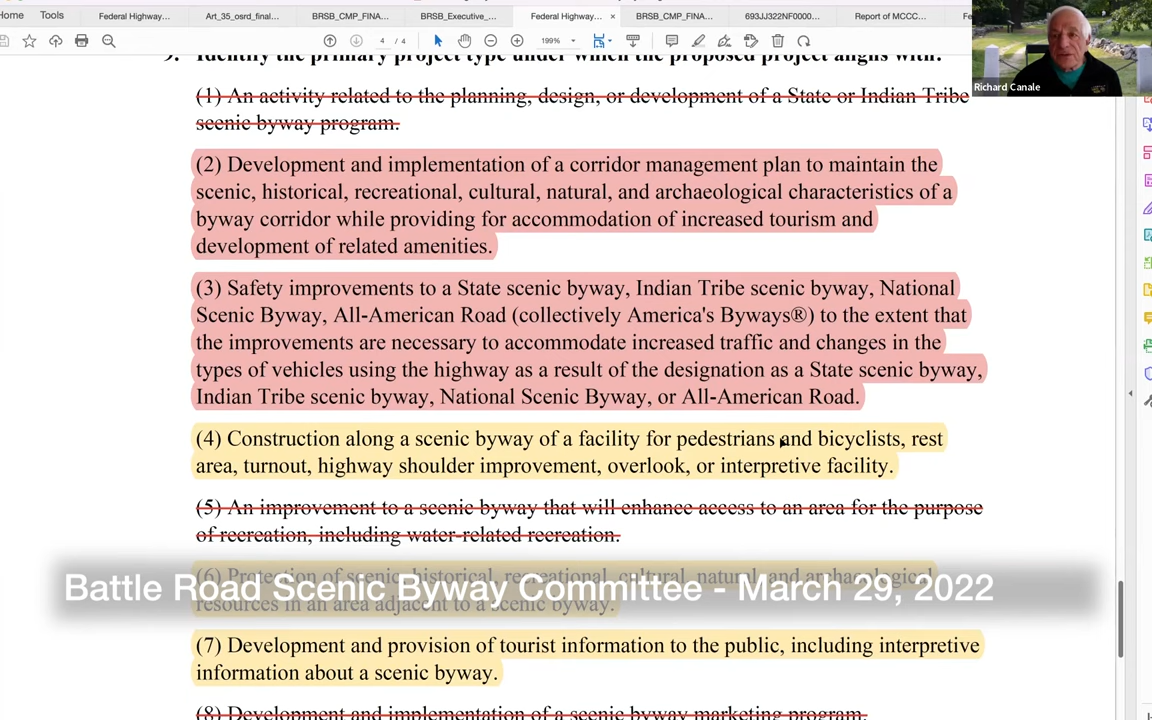 Home Tools Federal Highway... Art_35_osrd_final... BRSB_CMP_FINA... BRSB_Executive_... Federal Highway... × BRSB_CMP_FINA... 693JJ322NF0000... Report of MCCC... Fe
4 / 4 199%
Richard Canale
9. Identify the primary project type under which the proposed project aligns with:
(1) An activity related to the planning, design, or development of a State or Indian Tribe
scenic byway program.
(2) Development and implementation of a corridor management plan to maintain the
scenic, historical, recreational, cultural, natural, and archaeological characteristics of a
byway corridor while providing for accommodation of increased tourism and
development of related amenities.
(3) Safety improvements to a State scenic byway, Indian Tribe scenic byway, National
Scenic Byway, All-American Road (collectively America's Byways®) to the extent that
the improvements are necessary to accommodate increased traffic and changes in the
types of vehicles using the highway as a result of the designation as a State scenic byway,
Indian Tribe scenic byway, National Scenic Byway, or All-American Road.
(4) Construction along a scenic byway of a facility for pedestrians and bicyclists, rest
area, turnout, highway shoulder improvement, overlook, or interpretive facility.
(5) An improvement to a scenic byway that will enhance access to an area for the purpose
of recreation, including water-related recreation.
(6) Protection of scenic, historical, recreational, cultural, natural, and archaeological
Battle Road Scenic Byway Committee - March 29, 2022
resources in an area adjacent to a scenic byway.
(7) Development and provision of tourist information to the public, including interpretive
information about a scenic byway.
(8) Development and implementation of a scenic byway marketing program.